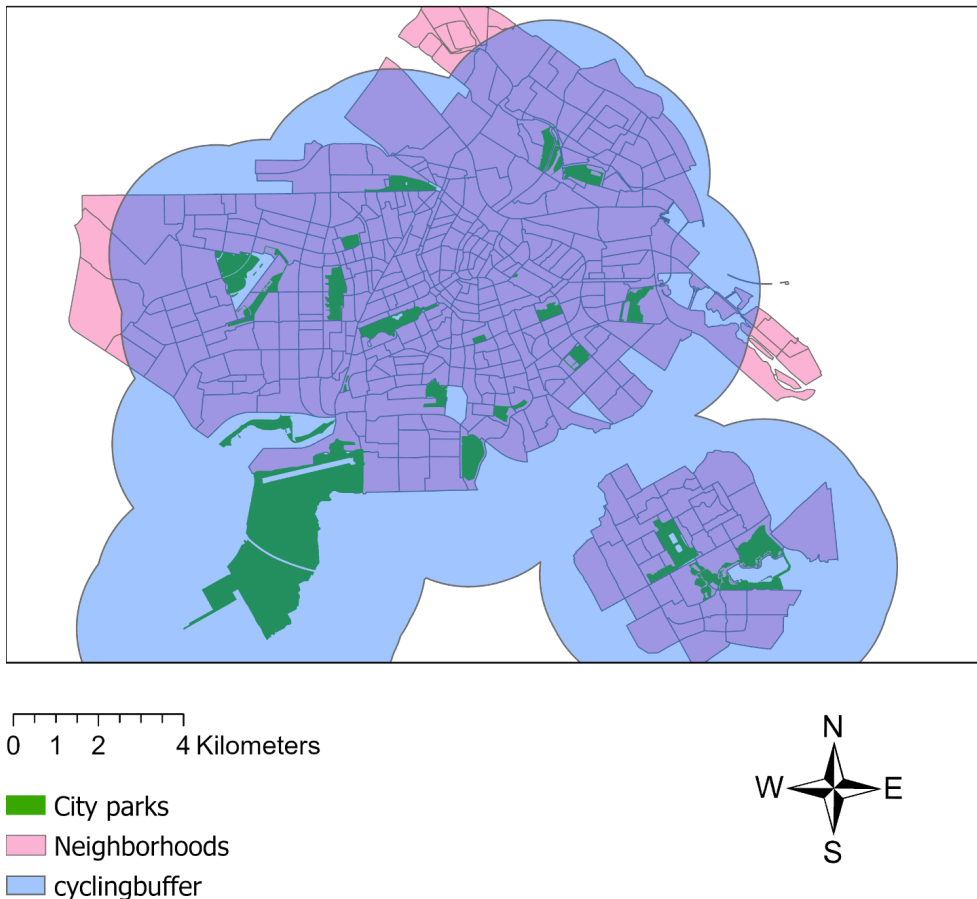 0 1 2 4 Kilometers
City parks
Neighborhoods
cyclingbuffer
N
W E
S